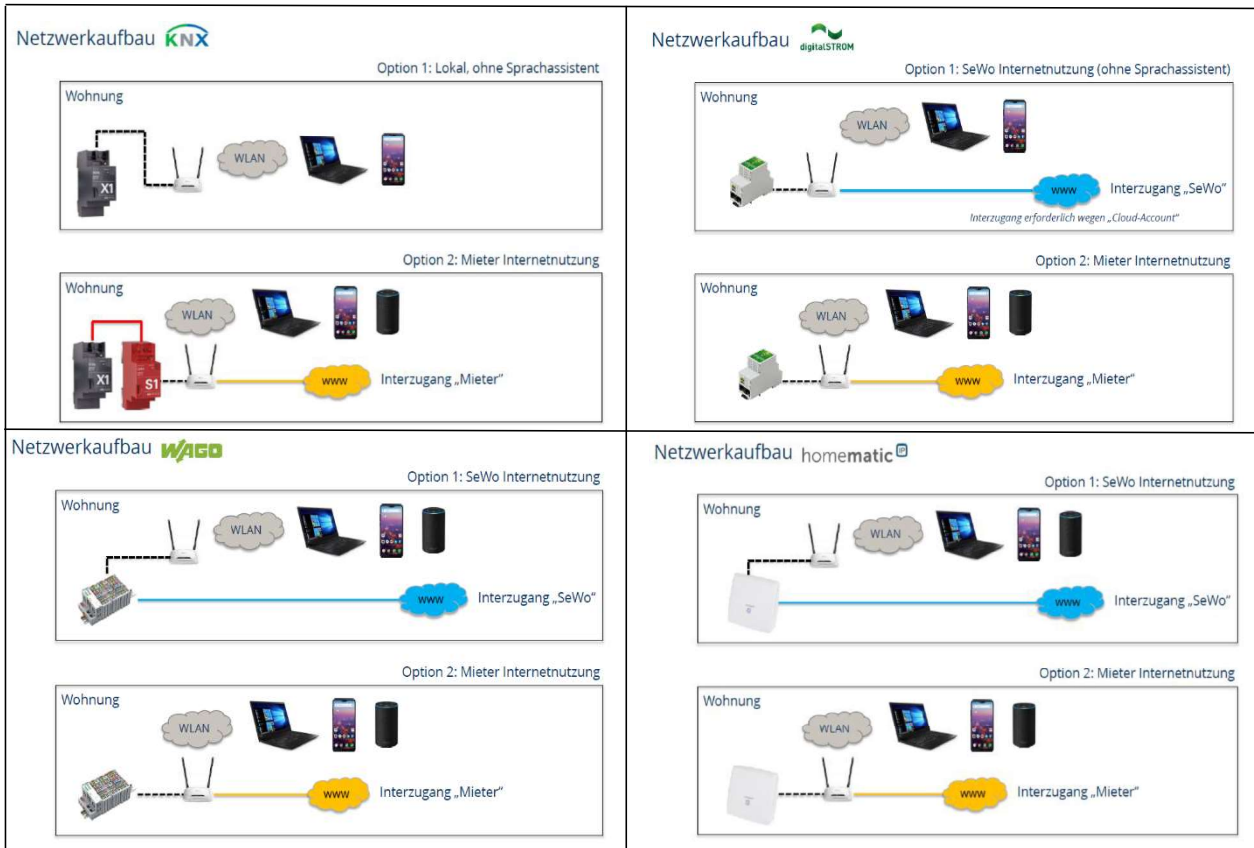 Netzwerkaufbau KNX
Option 1: Lokal, ohne Sprachassistent
Wohnung
WLAN
X1
Option 2: Mieter Internetnutzung
Wohnung
WLAN
X1
S1
www
Interzugang „Mieter“
Netzwerkaufbau digitalSTROM
Option 1: SeWo Internetnutzung (ohne Sprachassistent)
Wohnung
WLAN
www
Interzugang „SeWo“
Interzugang erforderlich wegen „Cloud-Account“
Option 2: Mieter Internetnutzung
Wohnung
WLAN
www
Interzugang „Mieter“
Netzwerkaufbau WAGO
Option 1: SeWo Internetnutzung
Wohnung
WLAN
www
Interzugang „SeWo“
Option 2: Mieter Internetnutzung
Wohnung
WLAN
www
Interzugang „Mieter“
Netzwerkaufbau homematic IP
Option 1: SeWo Internetnutzung
Wohnung
WLAN
www
Interzugang „SeWo“
Option 2: Mieter Internetnutzung
Wohnung
WLAN
www
Interzugang „Mieter“